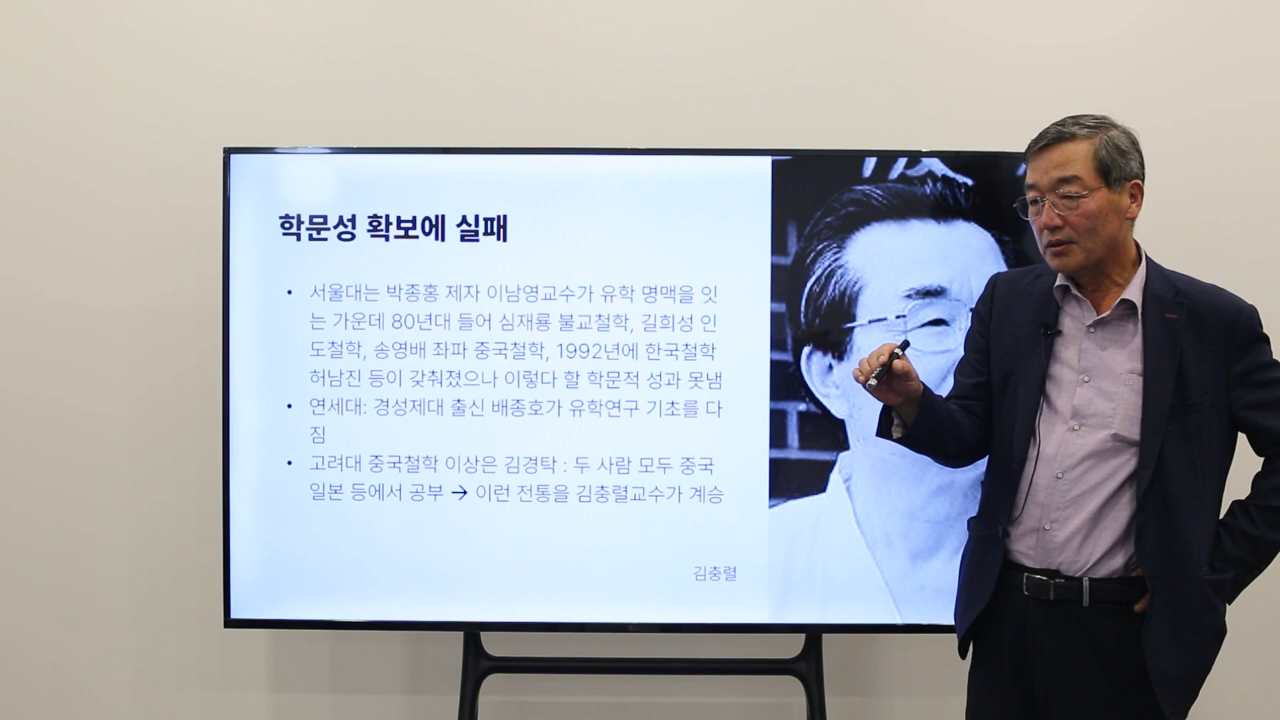 학문성 확보에 실패
• 서울대는 박종홍 제자 이남영교수가 유학 명맥을 잇
는 가운데 80년대 들어 심재룡 불교철학, 길희성 인
도철학, 송영배 좌파 중국철학, 1992년에 한국철학
허남진 등이 갖춰졌으나 이렇다 할 학문적 성과 못냄
• 연세대: 경성제대 출신 배종호가 유학연구 기초를 다
짐
• 고려대 중국철학 이상은 김경탁 : 두 사람 모두 중국
일본 등에서 공부 → 이런 전통을 김충렬교수가 계승
김충렬